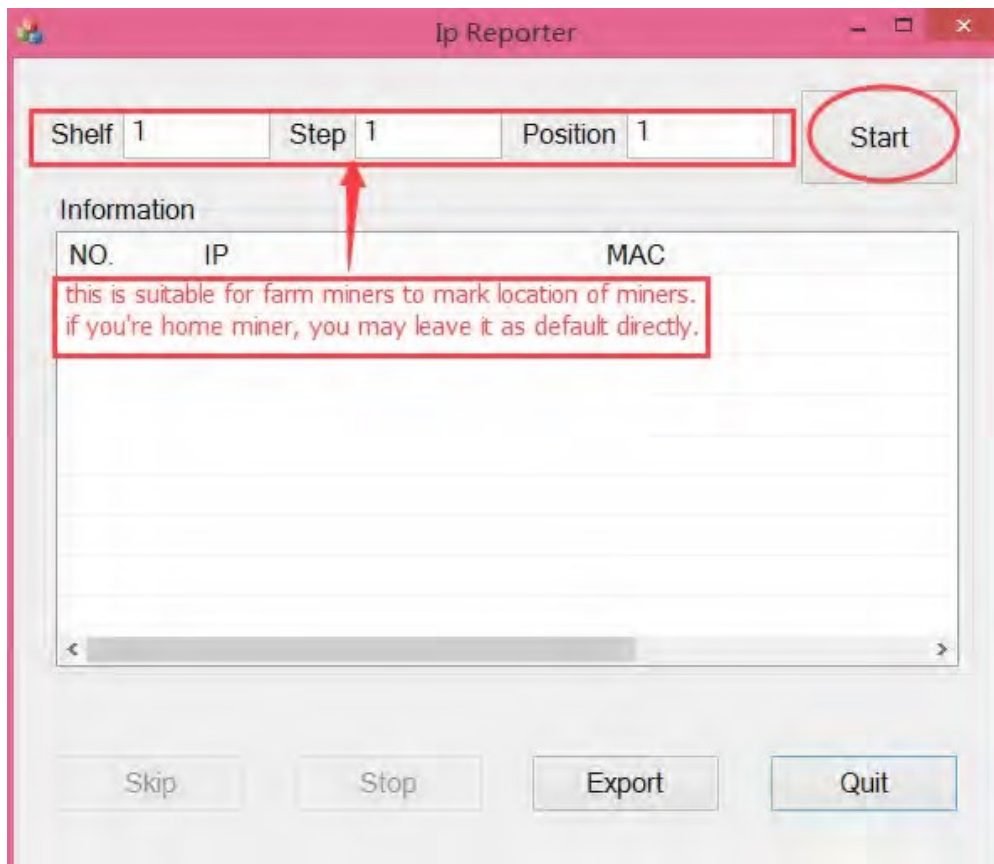 Ip Reporter
Shelf 1 Step 1 Position 1 Start
Information
NO. IP MAC
this is suitable for farm miners to mark location of miners.
if you're home miner, you may leave it as default directly.
Skip Stop Export Quit